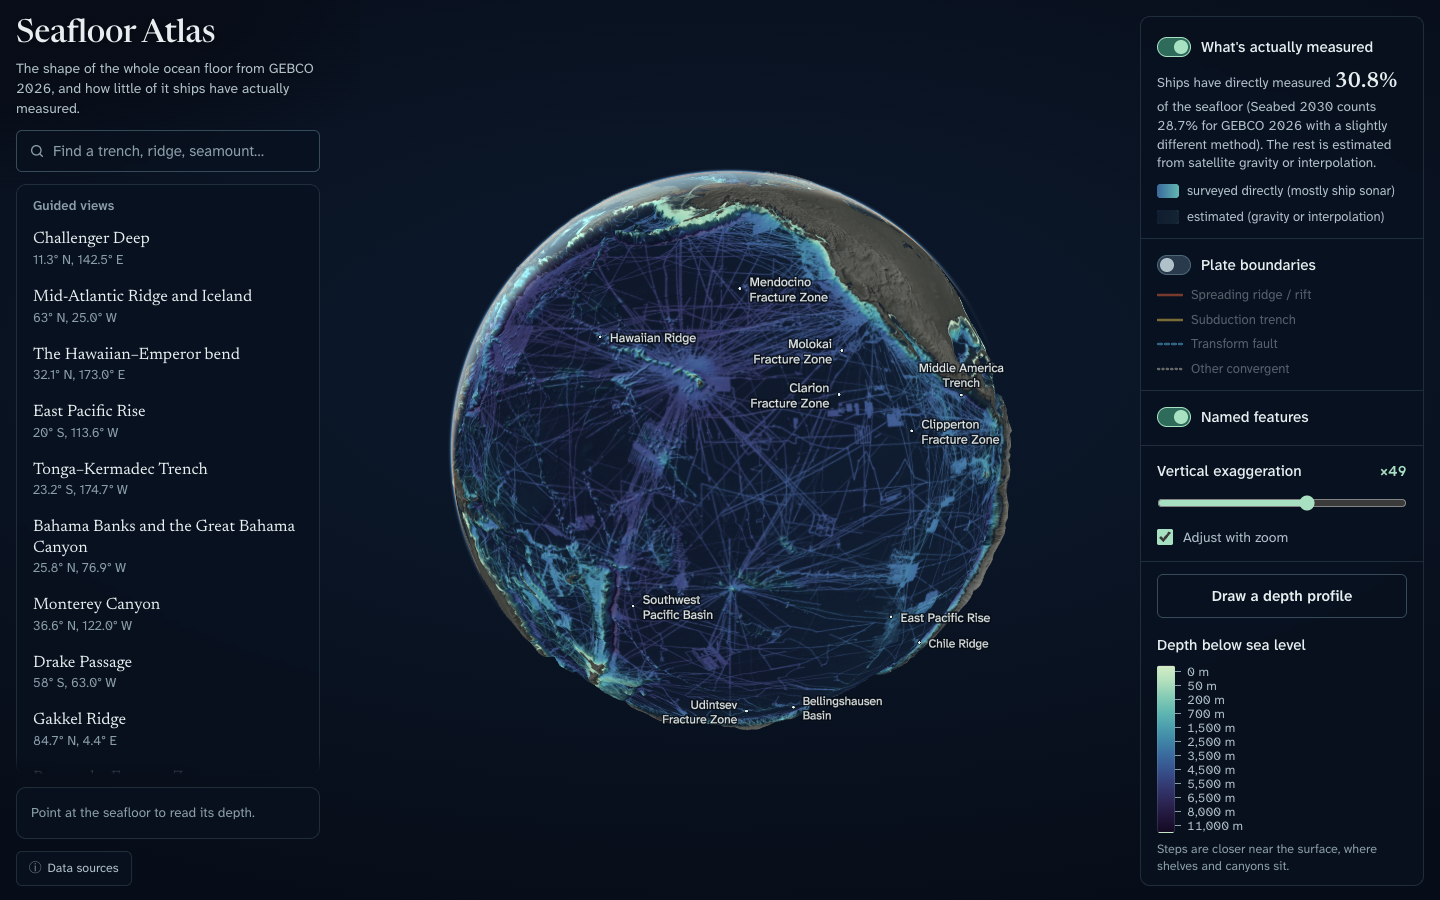 Seafloor Atlas
The shape of the whole ocean floor from GEBCO
2026, and how little of it ships have actually
measured.
Find a trench, ridge, seamount...
Guided views
Challenger Deep
11.3° N, 142.5° E
Mid-Atlantic Ridge and Iceland
63° N, 25.0° W
The Hawaiian–Emperor bend
32.1° N, 173.0° E
East Pacific Rise
20° S, 113.6° W
Tonga–Kermadec Trench
23.2° S, 174.7° W
Bahama Banks and the Great Bahama
Canyon
25.8° N, 76.9° W
Monterey Canyon
36.6° N, 122.0° W
Drake Passage
58° S, 63.0° W
Gakkel Ridge
84.7° N, 4.4° E
Point at the seafloor to read its depth.
ⓘ Data sources
Mendocino
Fracture Zone
Hawaiian Ridge
Molokai
Fracture Zone
Middle America
Trench
Clarion
Fracture Zone
Clipperton
Fracture Zone
Southwest
Pacific Basin
East Pacific Rise
Chile Ridge
Udintsev
Fracture Zone
Bellingshausen
Basin
What's actually measured
Ships have directly measured 30.8%
of the seafloor (Seabed 2030 counts
28.7% for GEBCO 2026 with a slightly
different method). The rest is estimated
from satellite gravity or interpolation.
surveyed directly (mostly ship sonar)
estimated (gravity or interpolation)
Plate boundaries
Spreading ridge / rift
Subduction trench
Transform fault
Other convergent
Named features
Vertical exaggeration ×49
Adjust with zoom
Draw a depth profile
Depth below sea level
0 m
50 m
200 m
700 m
1,500 m
2,500 m
3,500 m
4,500 m
5,500 m
6,500 m
8,000 m
11,000 m
Steps are closer near the surface, where
shelves and canyons sit.